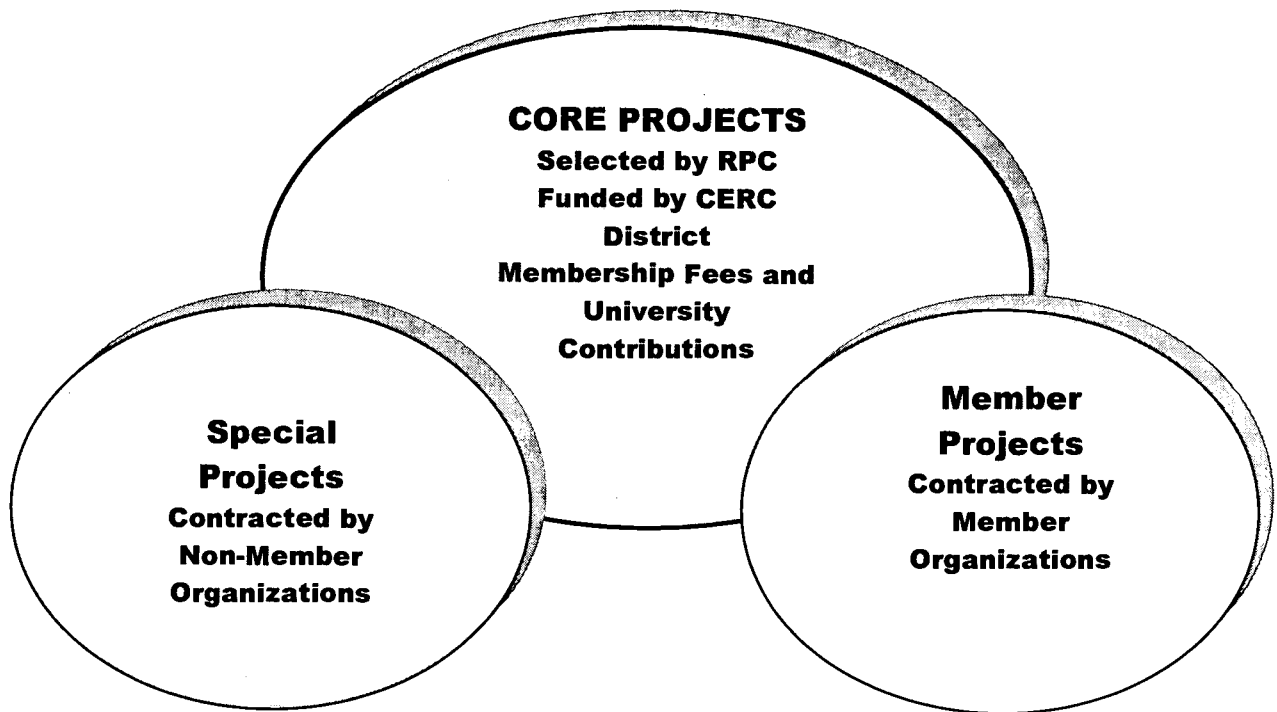 CORE PROJECTS
Selected by RPC
Funded by CERC
District
Membership Fees and
University
Contributions
Special
Projects
Contracted by
Non-Member
Organizations
Member
Projects
Contracted by
Member
Organizations